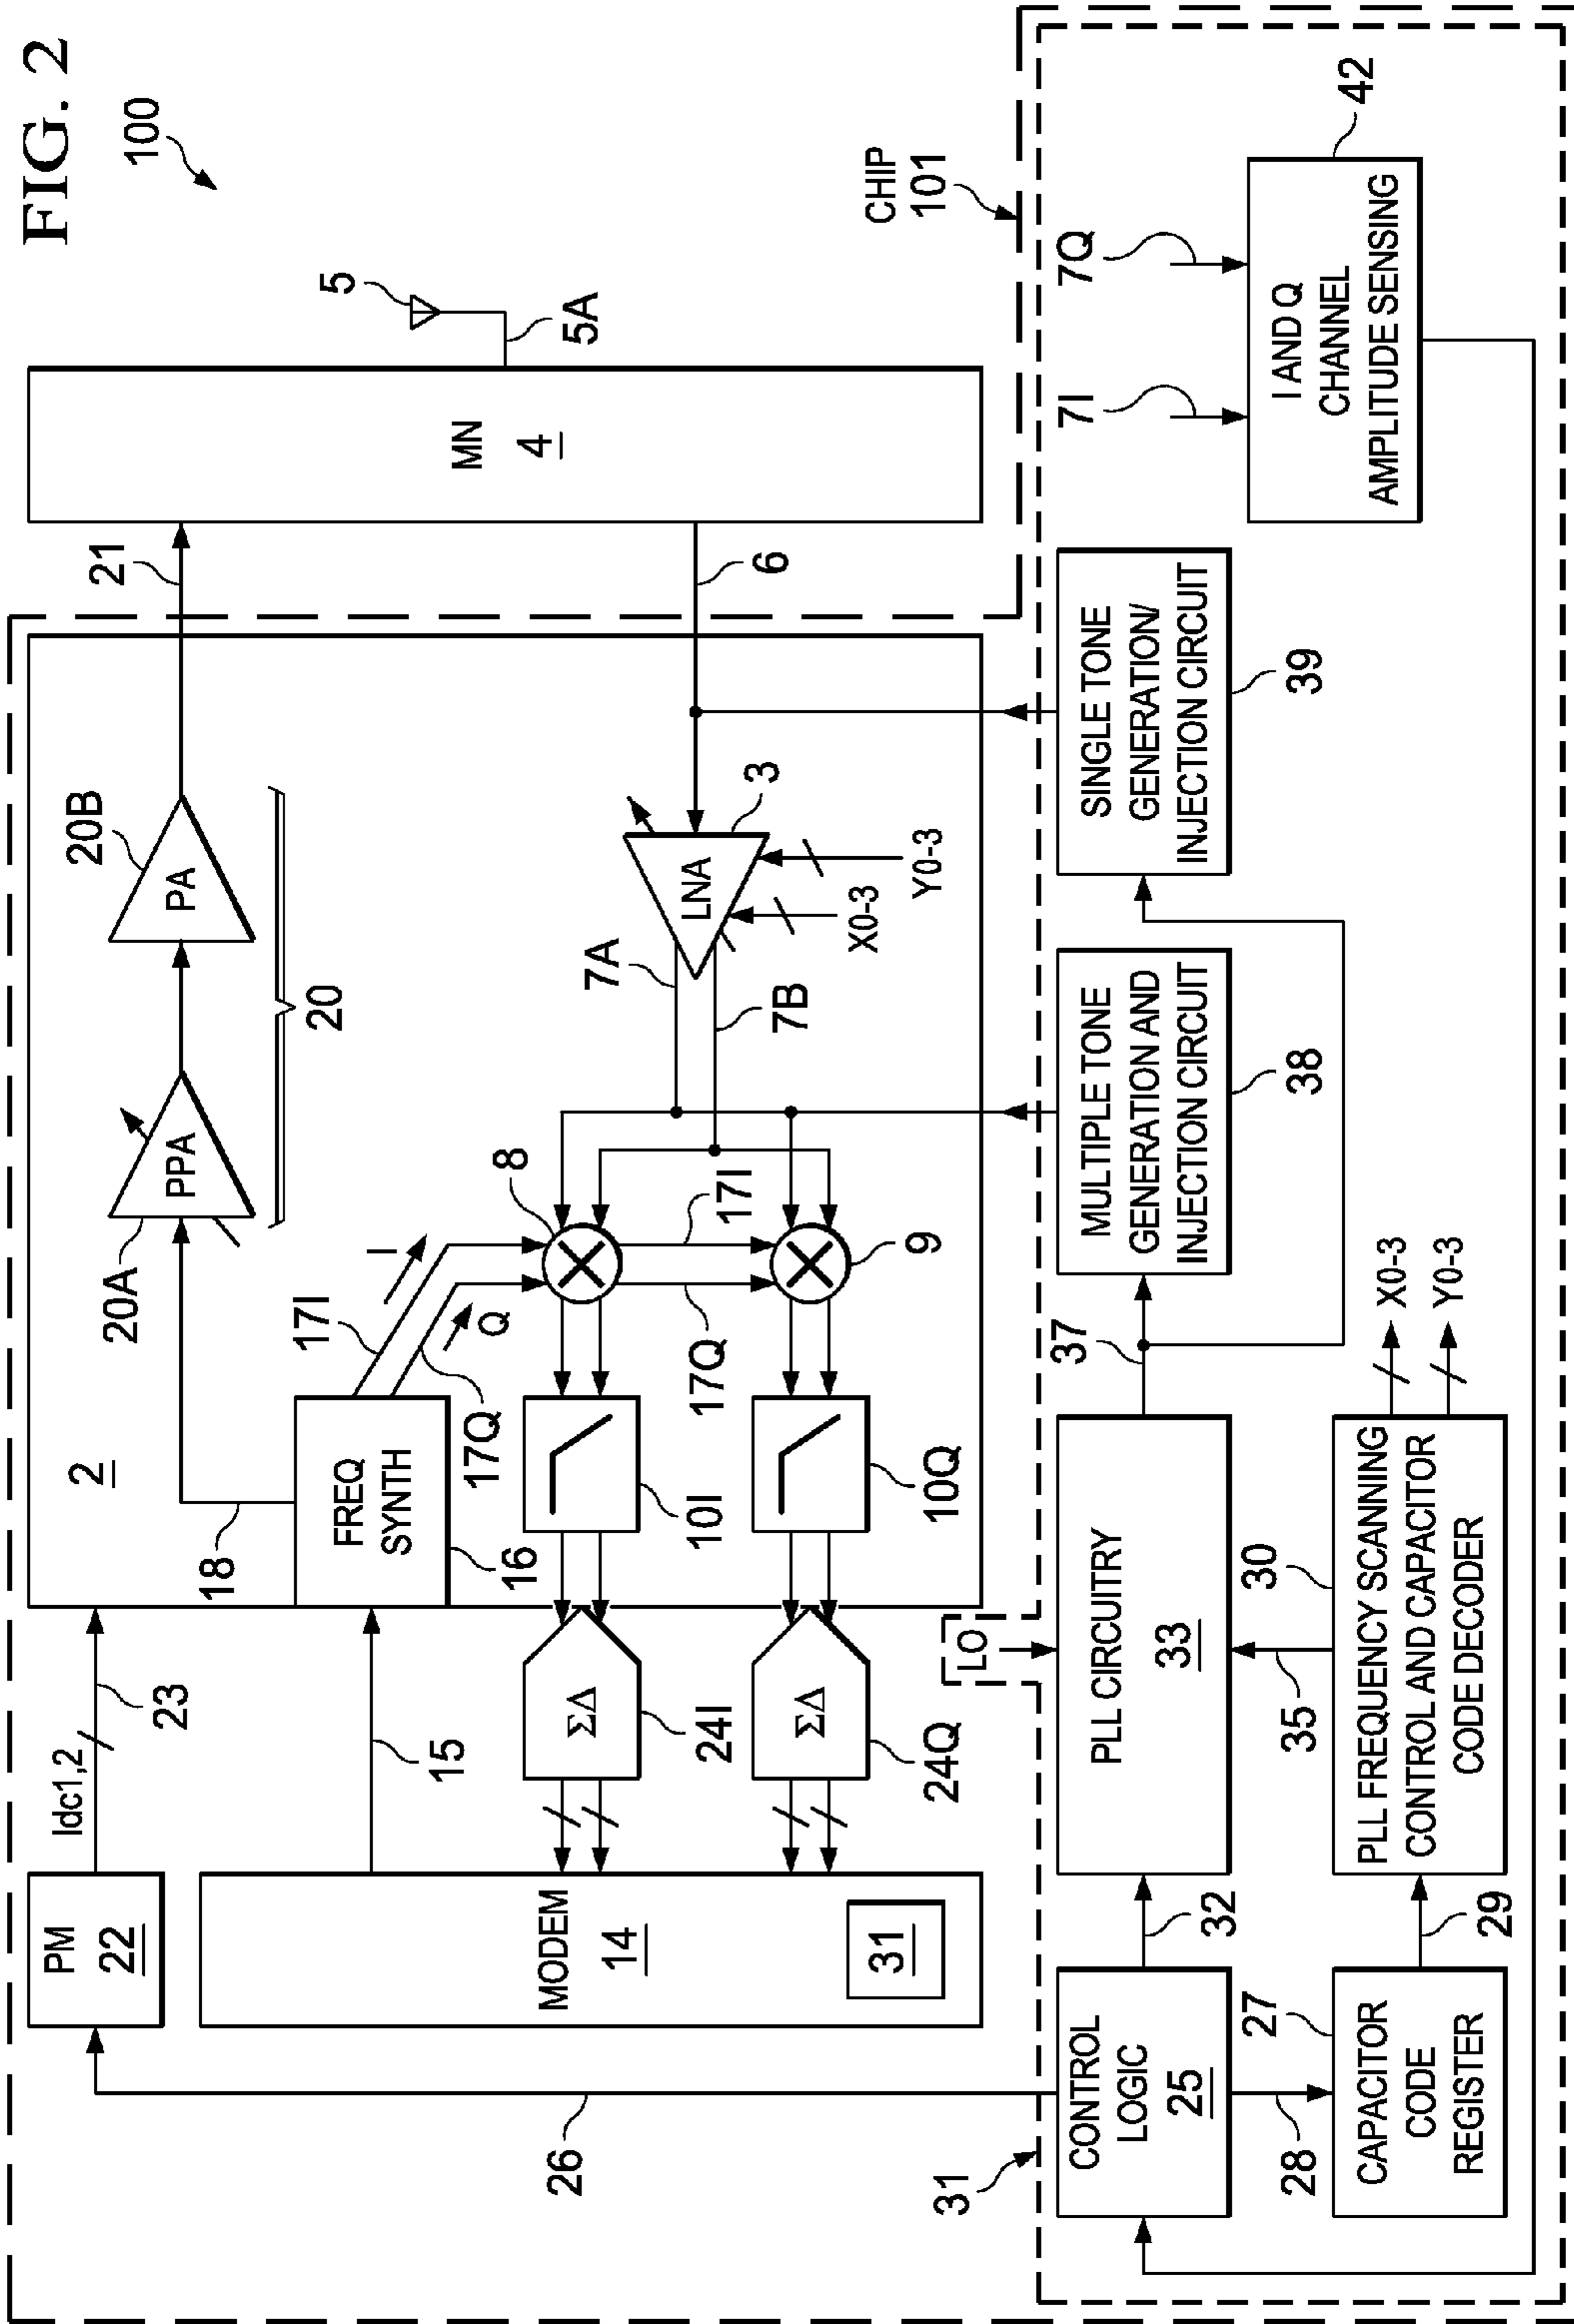 FIG. 2
100
PM
22
Idc1,2
23
2
18
20A
PPA
20
20B
PA
21
MN
4
5
5A
6
26
MODEM
14
31
15
FREQ
SYNTH
16
17I
I
17Q
Q
8
17I
17Q
9
7A
7B
LNA
3
X0-3
Y0-3
ΣΔ
24I
ΣΔ
24Q
10I
10Q
CHIP
101
31
CONTROL
LOGIC
25
28
CAPACITOR
CODE
REGISTER
27
29
32
LO
PLL CIRCUITRY
33
35
30
PLL FREQUENCY SCANNING
CONTROL AND CAPACITOR
CODE DECODER
X0-3
Y0-3
37
MULTIPLE TONE
GENERATION AND
INJECTION CIRCUIT
38
SINGLE TONE
GENERATION/
INJECTION CIRCUIT
39
7I
7Q
I AND Q
CHANNEL
AMPLITUDE SENSING
42